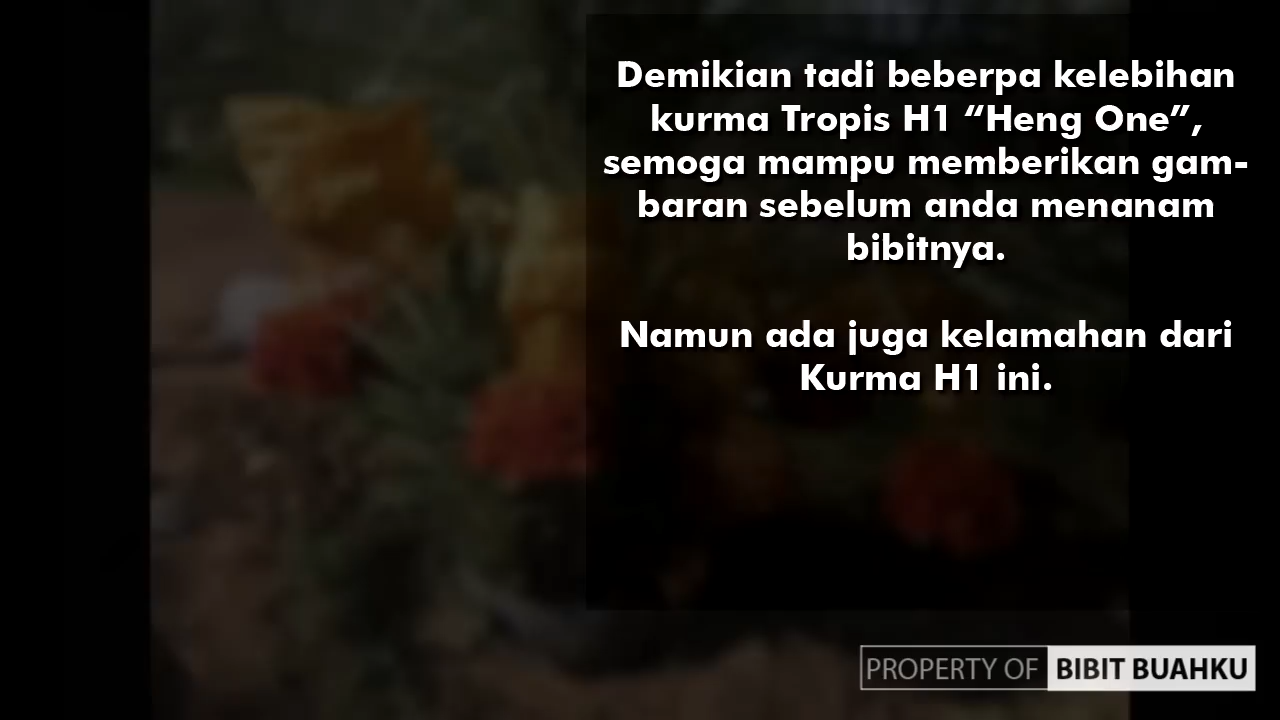 Demikian tadi beberpa kelebihan
kurma Tropis H1 “Heng One”,
semoga mampu memberikan gam-
baran sebelum anda menanam
bibitnya.
Namun ada juga kelamahan dari
Kurma H1 ini.
PROPERTY OF BIBIT BUAHKU